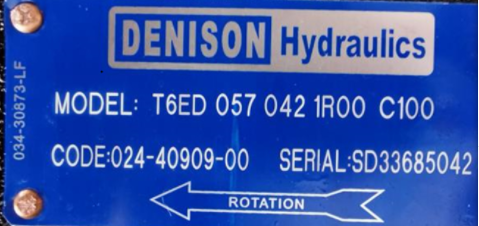 DENISON Hydraulics
MODEL: T6ED 057 042 1R00 C100
CODE:024-40909-00 SERIAL:SD33685042
ROTATION
034-30873-LF